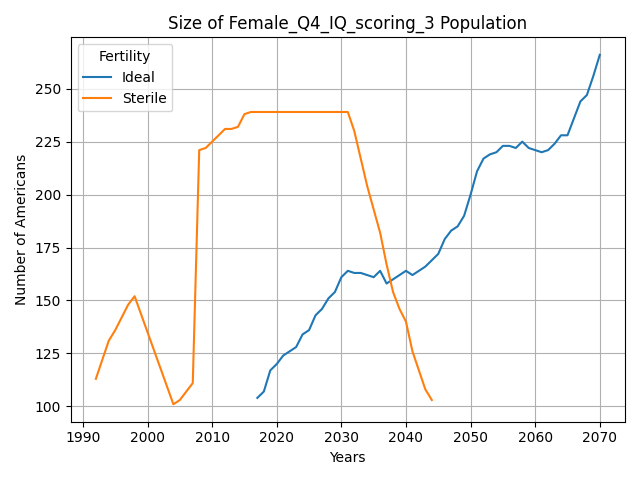 Size of Female_Q4_IQ_scoring_3 Population
Fertility
Ideal
Sterile
Number of Americans
250
225
200
175
150
125
100
1990 2000 2010 2020 2030 2040 2050 2060 2070
Years